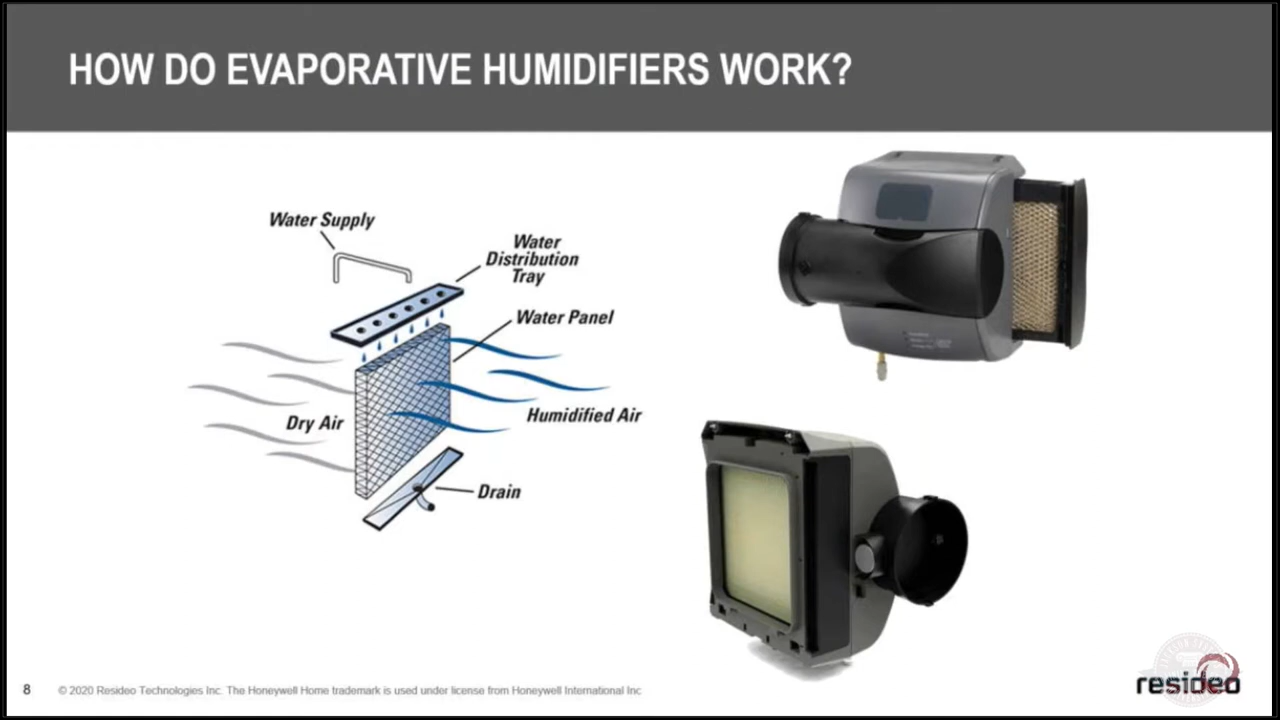 HOW DO EVAPORATIVE HUMIDIFIERS WORK?
Water Supply
Water
Distribution
Tray
Water Panel
Dry Air
Humidified Air
Drain
8
© 2020 Resideo Technologies Inc. The Honeywell Home trademark is used under license from Honeywell International Inc
resideo